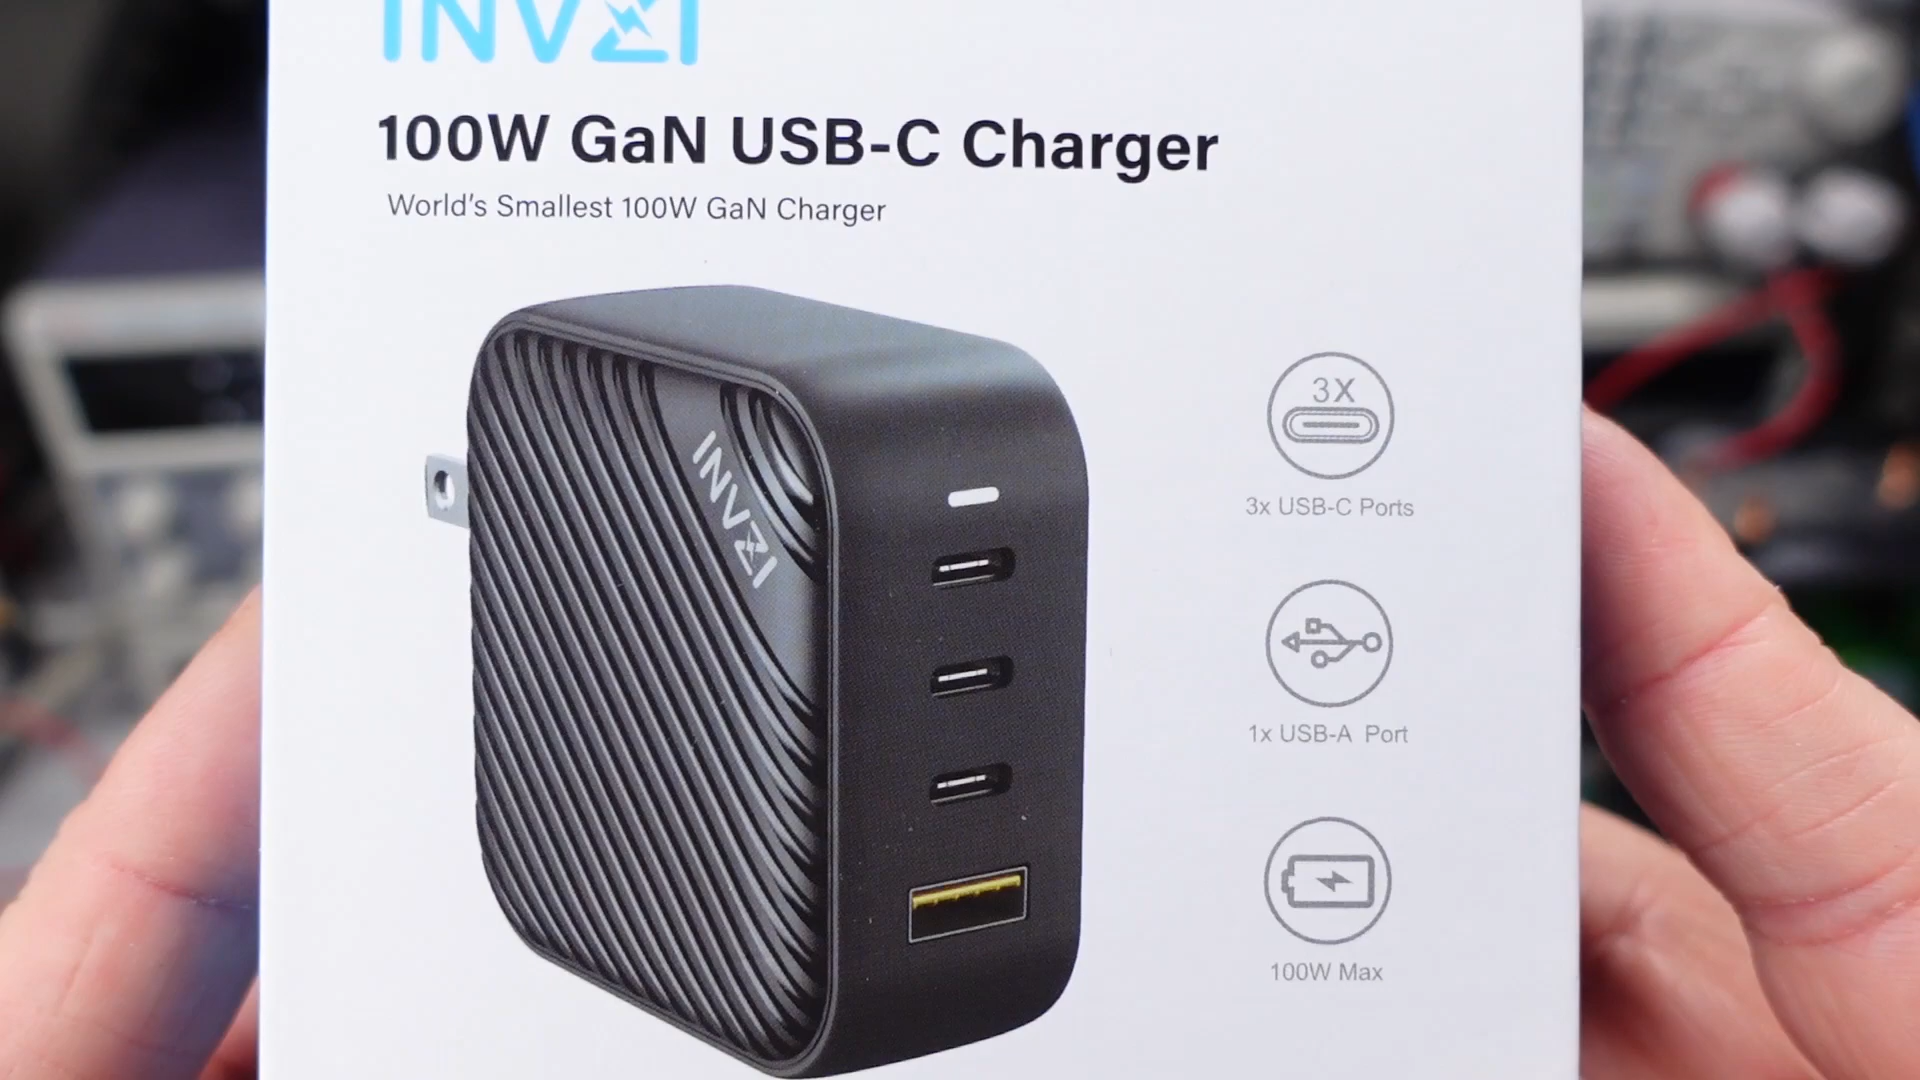 INVZI
100W GaN USB-C Charger
World's Smallest 100W GaN Charger
INVZI
3X
3x USB-C Ports
1x USB-A Port
100W Max